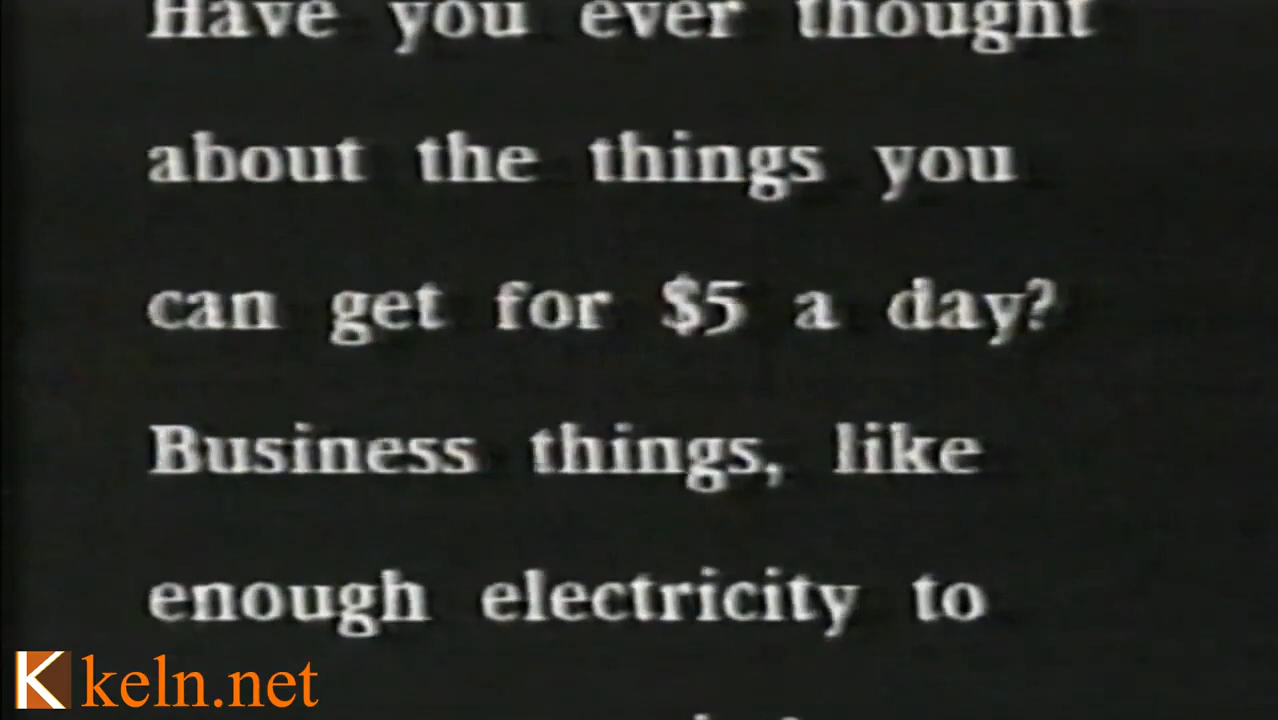 Have you ever thought
about the things you
can get for $5 a day?
Business things, like
enough electricity to
K keln.net